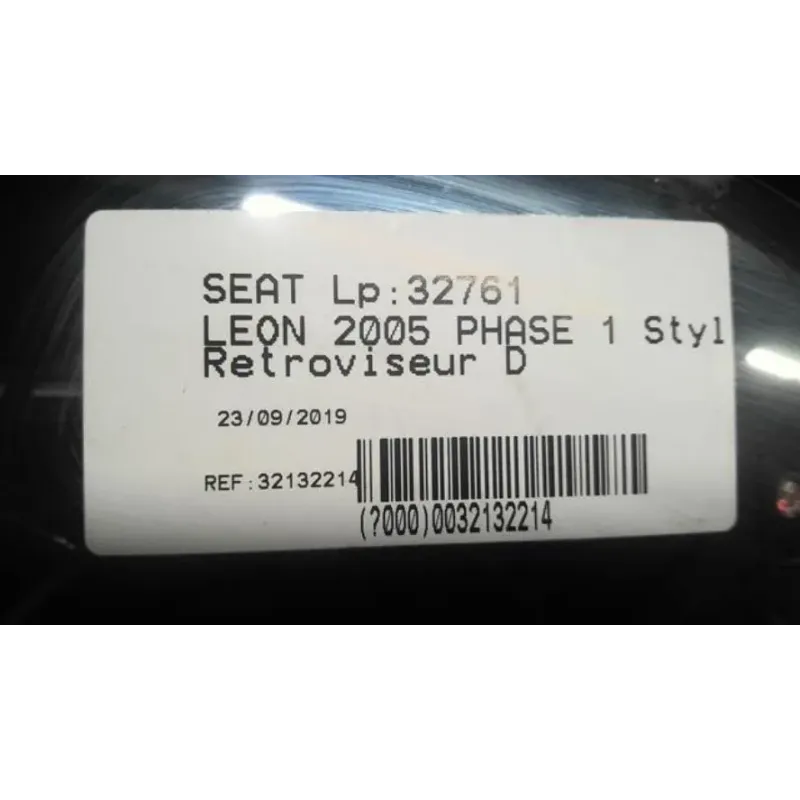 SEAT Lp:32761
LEON 2005 PHASE 1 Styl
Retroviseur D
23/09/2019
REF:32132214
(?000)0032132214